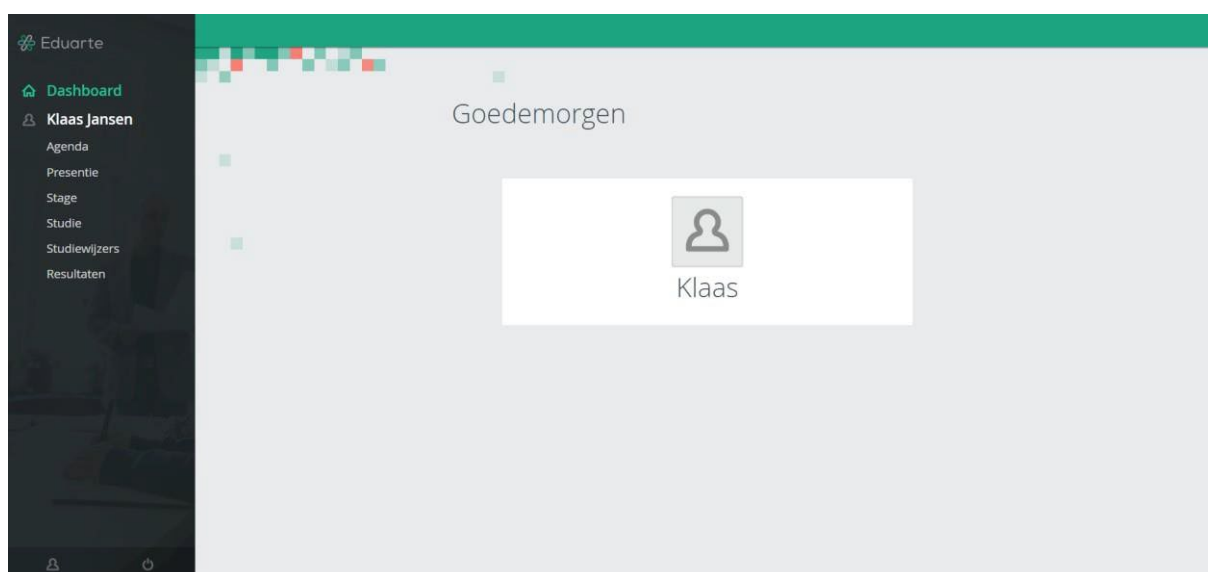 Eduarte
Dashboard
Klaas Jansen
Agenda
Presentie
Stage
Studie
Studiewijzers
Resultaten
Goedemorgen
Klaas